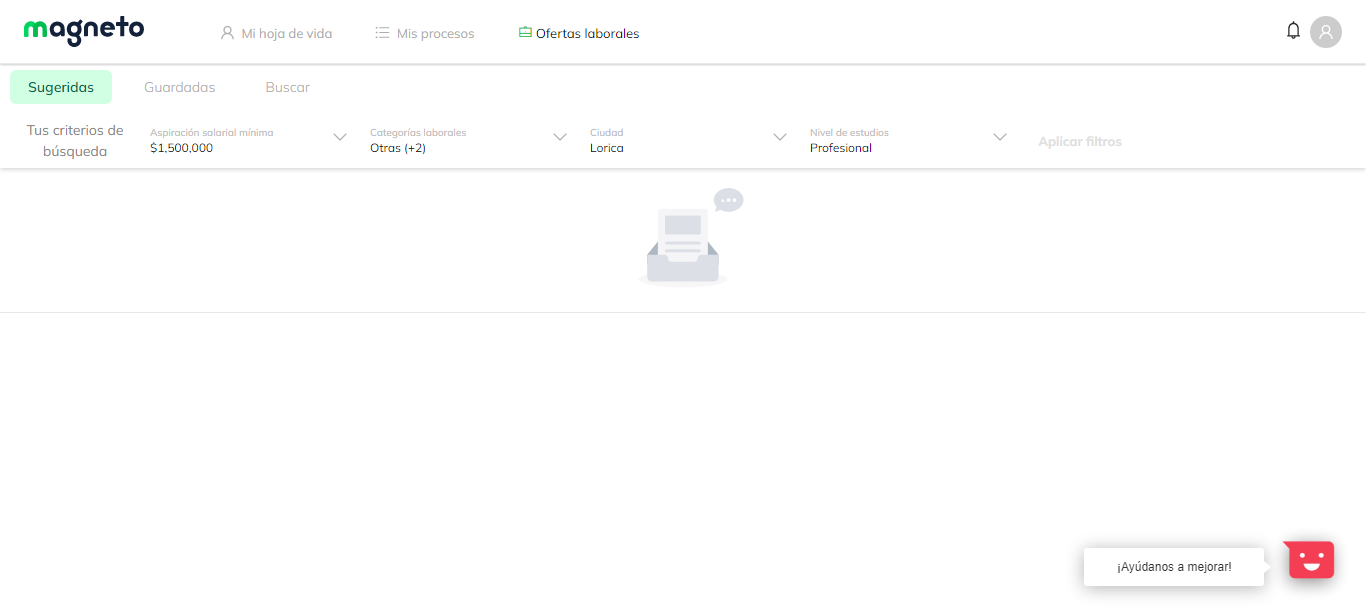 magneto
Mi hoja de vida
Mis procesos
Ofertas laborales
Sugeridas
Guardadas
Buscar
Tus criterios de
búsqueda
Aspiración salarial mínima
$1,500,000
Categorías laborales
Otras (+2)
Ciudad
Lorica
Nivel de estudios
Profesional
Aplicar filtros
¡Ayúdanos a mejorar!